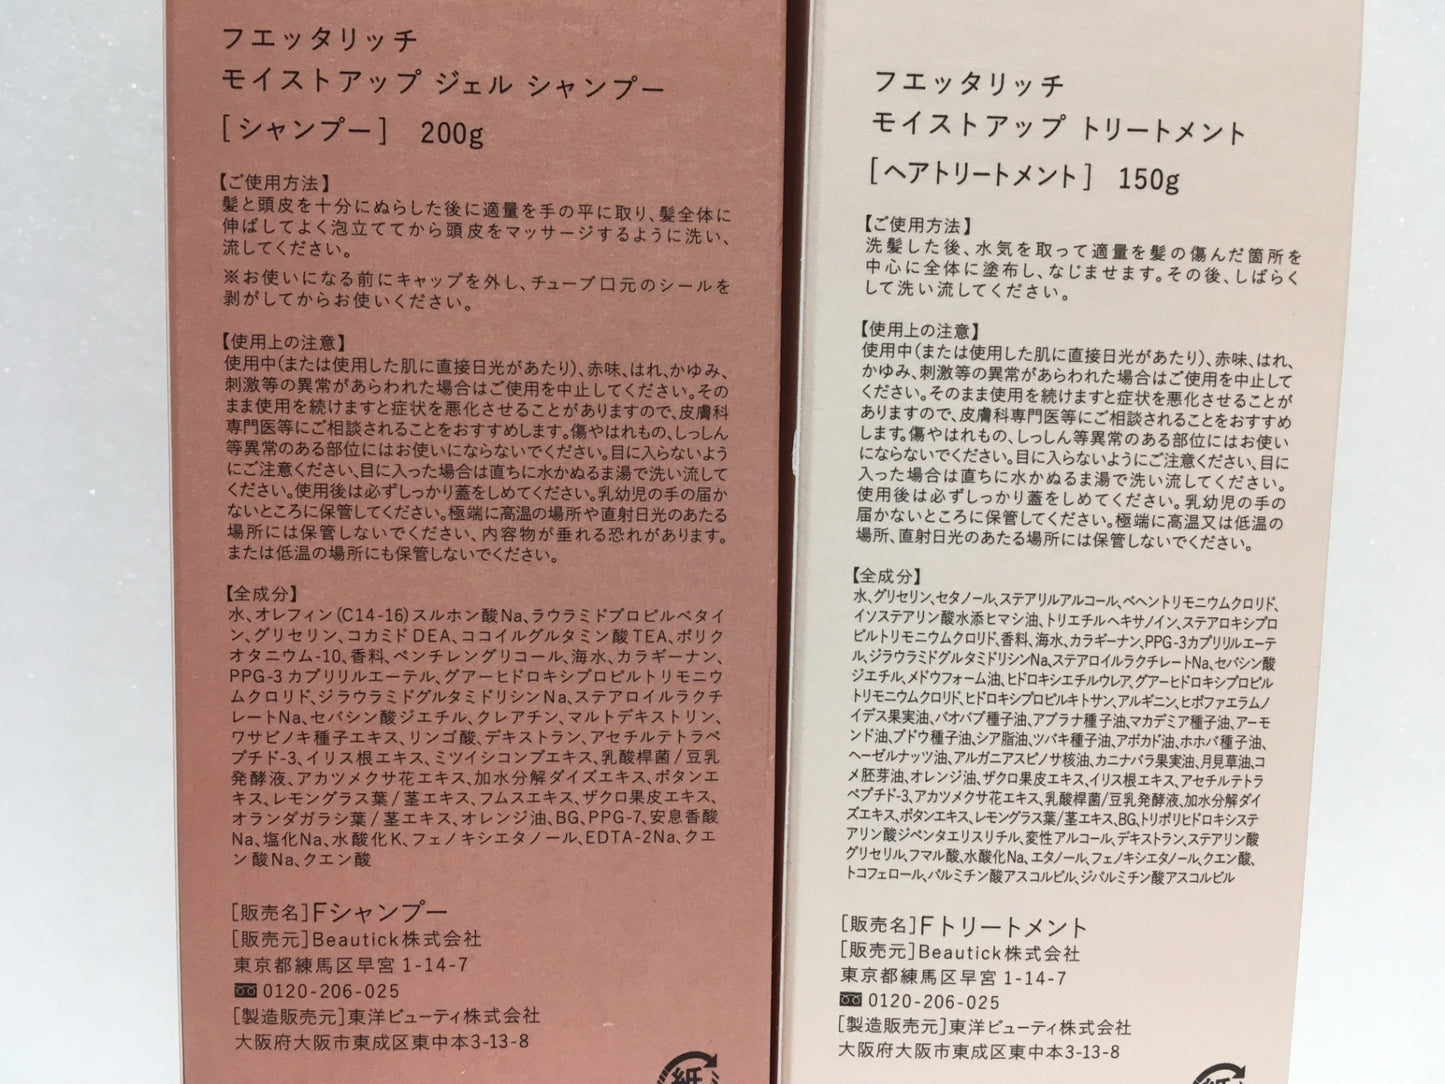 フエッタリッチ
モイストアップ ジェル シャンプー
[シャンプー] 200g
【ご使用方法】
髪と頭皮を十分にぬらした後に適量を手の平に取り、髪全体に
伸ばしてよく泡立ててから頭皮をマッサージするように洗い、
流してください。
※お使いになる前にキャップを外し、チューブ口元のシールを
剥がしてからお使いください。
【使用上の注意】
使用中(または使用した肌に直接日光があたり)、赤味、はれ、かゆみ、
刺激等の異常があらわれた場合はご使用を中止してください。その
まま使用を続けますと症状を悪化させることがありますので、皮膚科
専門医等にご相談されることをおすすめします。傷やはれもの、しっしん
等異常のある部位にはお使いにならないでください。目に入らないよう
にご注意ください、目に入った場合は直ちに水かぬるま湯で洗い流して
ください。使用後は必ずしっかり蓋をしめてください。乳幼児の手の届か
ないところに保管してください。極端に高温の場所や直射日光のあたる
場所には保管しないでください、内容物が垂れる恐れがあります。
または低温の場所にも保管しないでください。
【全成分】
水、オレフィン(C14-16)スルホン酸Na、ラウラミドプロピルベタイ
ン、グリセリン、コカミドDEA、ココイルグルタミン酸TEA、ポリク
オタニウム-10、香料、ペンチレングリコール、海水、カラギーナン、
PPG-3カプリリルエーテル、グアーヒドロキシプロピルトリモニウ
ムクロリド、ジラウラミドグルタミドリシンNa、ステアロイルラクチ
レートNa、セバシン酸ジエチル、クレアチン、マルトデキストリン、
ワサビノキ種子エキス、リンゴ酸、デキストラン、アセチルテトラペ
プチド-3、イリス根エキス、ミツイシコンブエキス、乳酸桿菌/豆乳
発酵液、アカツメクサ花エキス、加水分解ダイズエキス、ボタンエ
キス、レモングラス葉/茎エキス、フムスエキス、ザクロ果皮エキス、
オランダガラシ葉/茎エキス、オレンジ油、BG、PPG-7、安息香酸
Na、塩化Na、水酸化K、フェノキシエタノール、EDTA-2Na、クエ
ン酸Na、クエン酸
[販売名]Fシャンプー
[販売元]Beautick株式会社
東京都練馬区早宮1-14-7
0120-206-025
[製造販売元]東洋ビューティ株式会社
大阪府大阪市東成区東中本3-13-8
紙
フエッタリッチ
モイストアップ トリートメント
[ヘアトリートメント] 150g
【ご使用方法】
洗髪した後、水気を取って適量を髪の傷んだ箇所を
中心に全体に塗布し、なじませます。その後、しばらく
して洗い流してください。
【使用上の注意】
使用中(または使用した肌に直接日光があたり)、赤味、はれ、
かゆみ、刺激等の異常があらわれた場合はご使用を中止して
ください。そのまま使用を続けますと症状を悪化させることが
ありますので、皮膚科専門医等にご相談されることをおすすめ
します。傷やはれもの、しっしん等異常のある部位にはお使い
にならないでください。目に入らないようにご注意ください、目に
入った場合は直ちに水かぬるま湯で洗い流してください。
使用後は必ずしっかり蓋をしめてください。乳幼児の手の
届かないところに保管してください。極端に高温又は低温の
場所、直射日光のあたる場所には保管しないでください。
【全成分】
水、グリセリン、セタノール、ステアリルアルコール、ベヘントリモニウムクロリド、
イソステアリン酸水添ヒマシ油、トリエチルヘキサノイン、ステアロキシプロ
ピルトリモニウムクロリド、香料、海水、カラギーナン、PPG-3カプリリルエーテ
ル、ジラウラミドグルタミドリシンNa、ステアロイルラクチレートNa、セバシン酸
ジエチル、メドウフォーム油、ヒドロキシエチルウレア、グアーヒドロキシプロピル
トリモニウムクロリド、ヒドロキシプロピルキトサン、アルギニン、ヒポファエラムノ
イデス果実油、バオバブ種子油、アブラナ種子油、マカデミア種子油、アーモ
ンド油、ブドウ種子油、シア脂油、ツバキ種子油、アボカド油、ホホバ種子油、
ヘーゼルナッツ油、アルガニアスピノサ核油、カニナバラ果実油、月見草油、コ
メ胚芽油、オレンジ油、ザクロ果皮エキス、イリス根エキス、アセチルテトラ
ペプチド-3、アカツメクサ花エキス、乳酸桿菌/豆乳発酵液、加水分解ダイ
ズエキス、ボタンエキス、レモングラス葉/茎エキス、BG、トリポリヒドロキシステ
アリン酸ジペンタエリスリチル、変性アルコール、デキストラン、ステアリン酸
グリセリル、フマル酸、水酸化Na、エタノール、フェノキシエタノール、クエン酸、
トコフェロール、パルミチン酸アスコルビル、ジパルミチン酸アスコルビル
[販売名]Fトリートメント
[販売元]Beautick株式会社
東京都練馬区早宮1-14-7
0120-206-025
[製造販売元]東洋ビューティ株式会社
大阪府大阪市東成区東中本3-13-8
紙